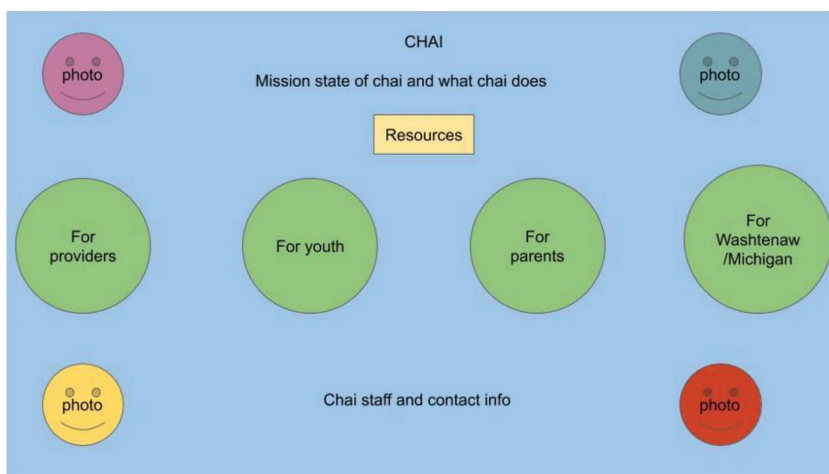 CHAI
photo
photo
Mission state of chai and what chai does
Resources
For
providers
For youth
For
parents
For
Washtenaw
/Michigan
photo
Chai staff and contact info
photo